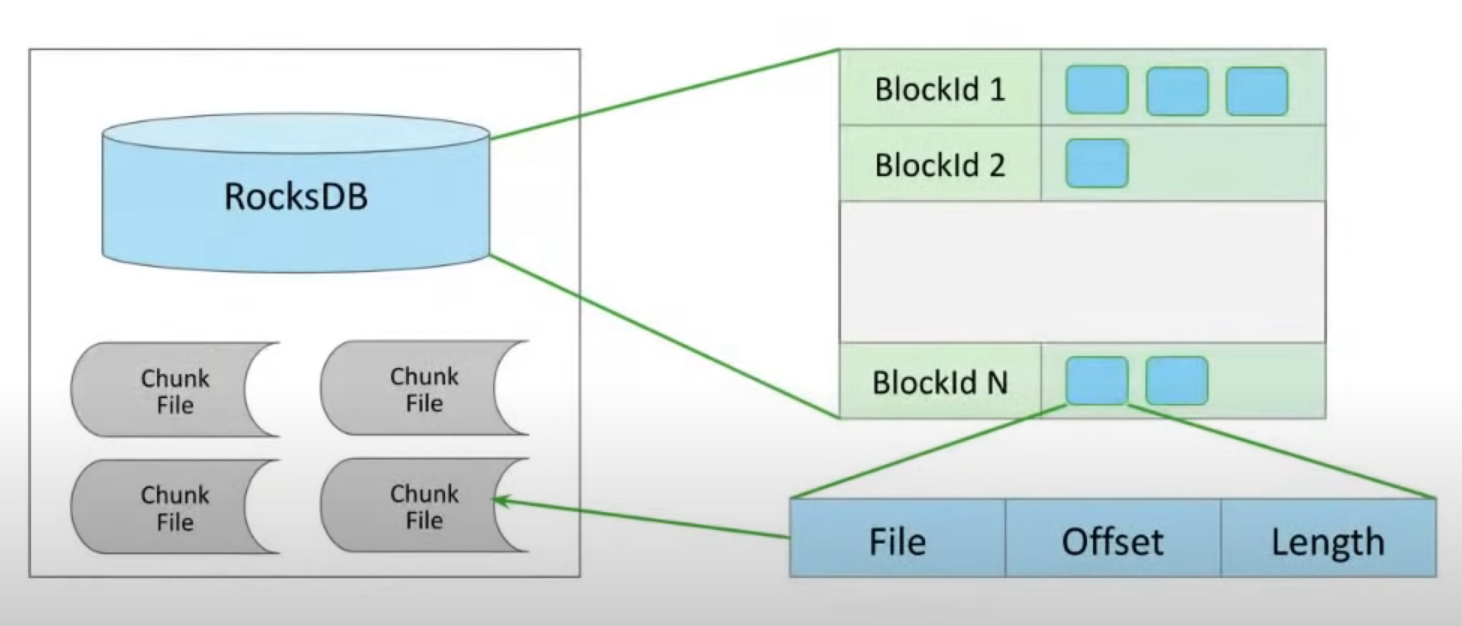 RocksDB
Chunk
File
Chunk
File
Chunk
File
Chunk
File
BlockId 1
BlockId 2
BlockId N
File
Offset
Length